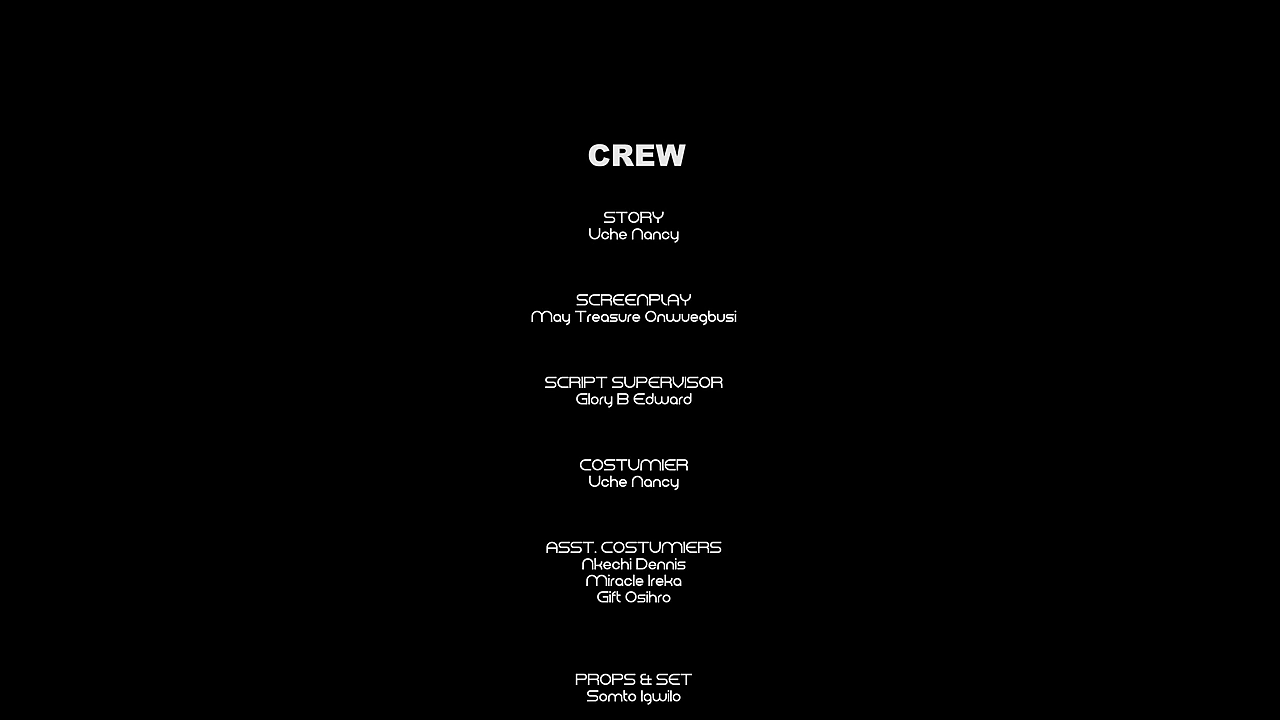 CREW
STORY
Uche Nancy
SCREENPLAY
May Treasure Onwuegbusi
SCRIPT SUPERVISOR
Glory B Edward
COSTUMIER
Uche Nancy
ASST. COSTUMIERS
Nkechi Dennis
Miracle Ireka
Gift Osihro
PROPS & SET
Somto Igwilo